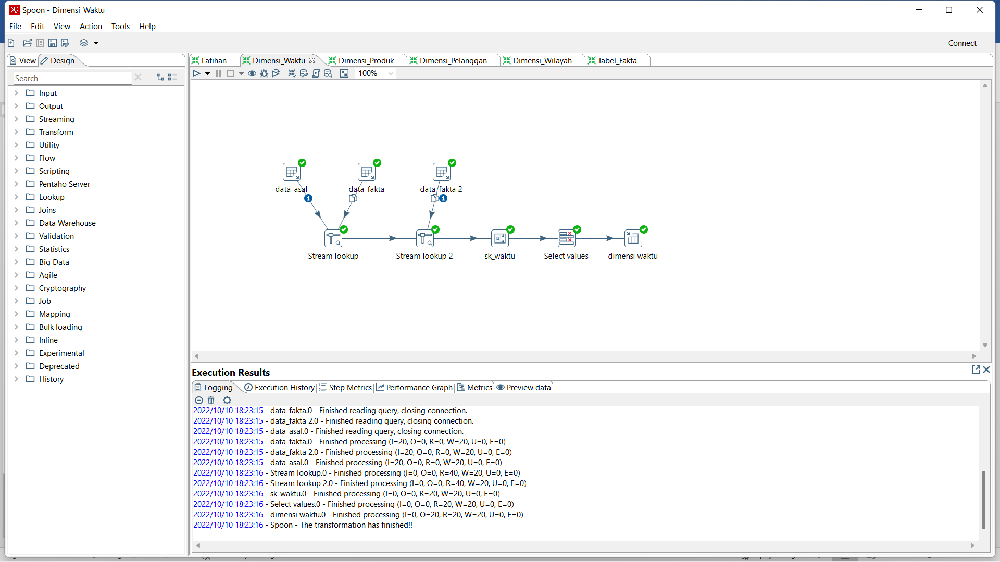 Spoon - Dimensi_Waktu
File Edit View Action Tools Help
Connect
View Design
Search
Input
Output
Streaming
Transform
Utility
Flow
Scripting
Pentaho Server
Lookup
Joins
Data Warehouse
Validation
Statistics
Big Data
Agile
Cryptography
Job
Mapping
Bulk loading
Inline
Experimental
Deprecated
History
Latihan Dimensi_Waktu Dimensi_Produk Dimensi_Pelanggan Dimensi_Wilayah Tabel_Fakta
100%
data_asal data_fakta data_fakta 2
Stream lookup Stream lookup 2 sk_waktu Select values dimensi waktu
Execution Results
Logging Execution History Step Metrics Performance Graph Metrics Preview data
2022/10/10 18:23:15 - data_fakta.0 - Finished reading query, closing connection.
2022/10/10 18:23:15 - data_fakta 2.0 - Finished reading query, closing connection.
2022/10/10 18:23:15 - data_asal.0 - Finished reading query, closing connection.
2022/10/10 18:23:15 - data_fakta.0 - Finished processing (I=20, O=0, R=0, W=20, U=0, E=0)
2022/10/10 18:23:15 - data_fakta 2.0 - Finished processing (I=20, O=0, R=0, W=20, U=0, E=0)
2022/10/10 18:23:15 - data_asal.0 - Finished processing (I=20, O=0, R=0, W=20, U=0, E=0)
2022/10/10 18:23:16 - Stream lookup.0 - Finished processing (I=0, O=0, R=40, W=20, U=0, E=0)
2022/10/10 18:23:16 - Stream lookup 2.0 - Finished processing (I=0, O=0, R=40, W=20, U=0, E=0)
2022/10/10 18:23:16 - sk_waktu.0 - Finished processing (I=0, O=0, R=20, W=20, U=0, E=0)
2022/10/10 18:23:16 - Select values.0 - Finished processing (I=0, O=0, R=20, W=20, U=0, E=0)
2022/10/10 18:23:16 - dimensi waktu.0 - Finished processing (I=0, O=20, R=20, W=20, U=0, E=0)
2022/10/10 18:23:16 - Spoon - The transformation has finished!!